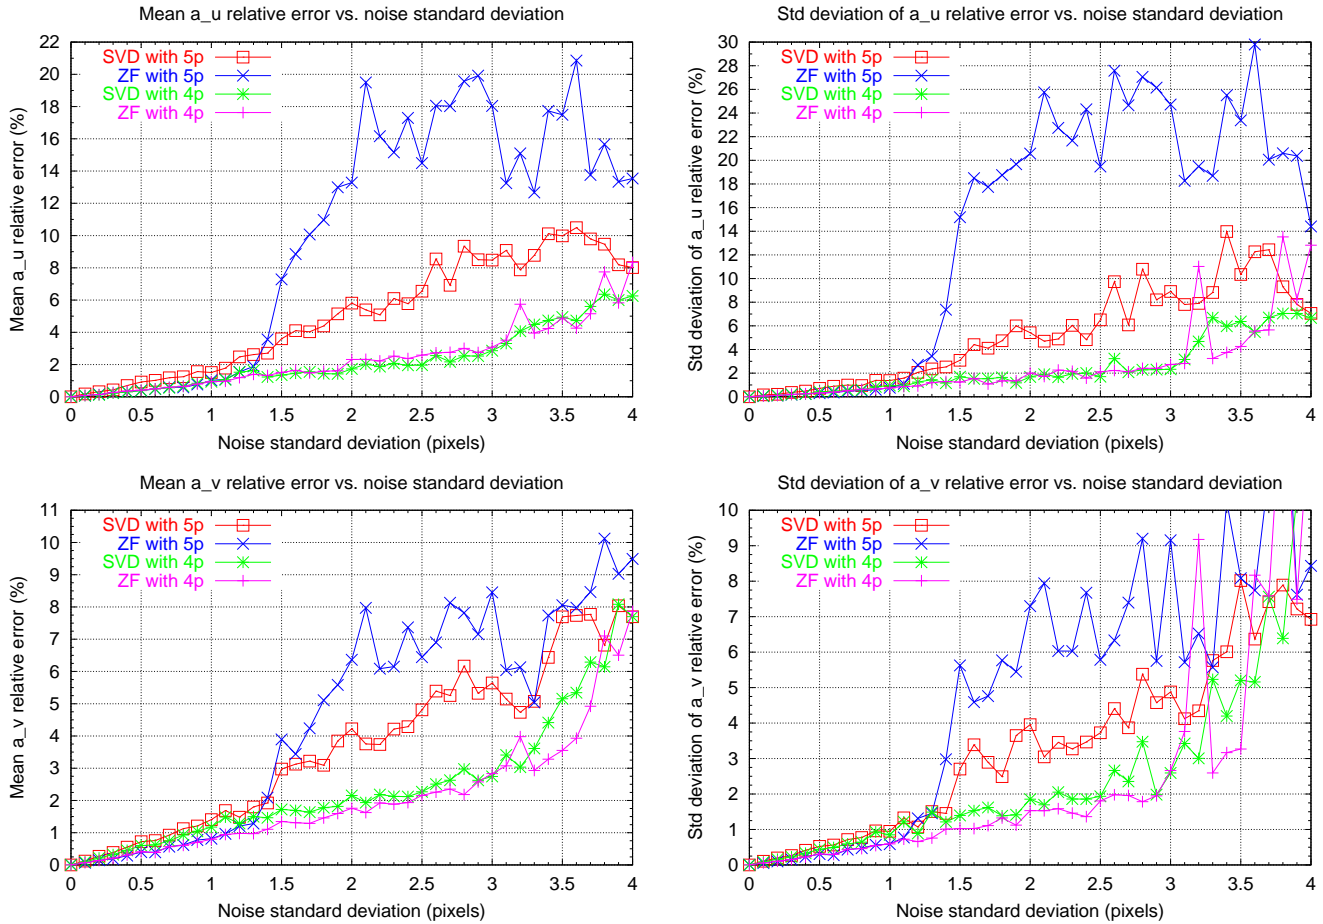 Mean a_u relative error vs. noise standard deviation
Mean a_u relative error (%)
22
20
18
16
14
12
10
8
6
4
2
0
SVD with 5p
ZF with 5p
SVD with 4p
ZF with 4p
0 0.5 1 1.5 2 2.5 3 3.5 4
Noise standard deviation (pixels)
Std deviation of a_u relative error vs. noise standard deviation
Std deviation of a_u relative error (%)
30
28
26
24
22
20
18
16
14
12
10
8
6
4
2
0
SVD with 5p
ZF with 5p
SVD with 4p
ZF with 4p
0 0.5 1 1.5 2 2.5 3 3.5 4
Noise standard deviation (pixels)
Mean a_v relative error vs. noise standard deviation
Mean a_v relative error (%)
11
10
9
8
7
6
5
4
3
2
1
0
SVD with 5p
ZF with 5p
SVD with 4p
ZF with 4p
0 0.5 1 1.5 2 2.5 3 3.5 4
Noise standard deviation (pixels)
Std deviation of a_v relative error vs. noise standard deviation
Std deviation of a_v relative error (%)
10
9
8
7
6
5
4
3
2
1
0
SVD with 5p
ZF with 5p
SVD with 4p
ZF with 4p
0 0.5 1 1.5 2 2.5 3 3.5 4
Noise standard deviation (pixels)